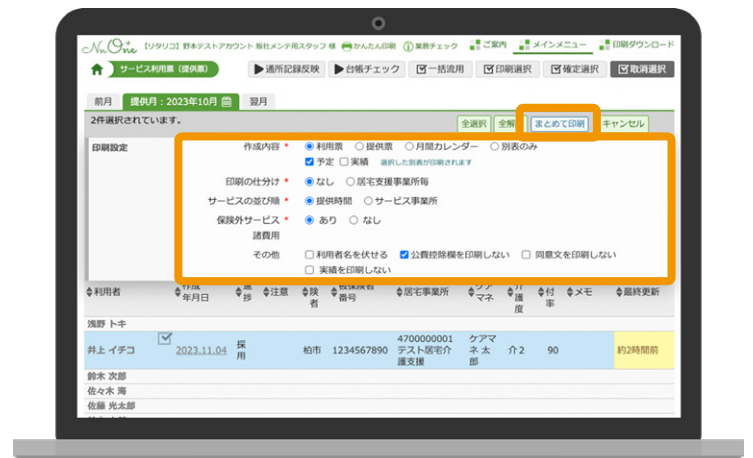 Nn.One 【リタリコ】野本テストアカウント 販社メンテ用スタッフ 様 かんたん印刷 業務チェック ご案内 メインメニュー 印刷ダウンロード
サービス利用票（提供票） ▶通所記録反映 ▶台帳チェック 一括流用 印刷選択 確定選択 取消選択
前月 提供月：2023年10月 翌月
2件選択されています。 全選択 全解 まとめて印刷 キャンセル
印刷設定 作成内容 * 利用票 提供票 月間カレンダー 別表のみ
予定 実績 選択した別表が印刷されます
印刷の仕分け * なし 居宅支援事業所毎
サービスの並び順 * 提供時間 サービス事業所
保険外サービス * あり なし
諸費用
その他 利用者名を伏せる 公費控除欄を印刷しない 同意文を印刷しない
実績を印刷しない
利用者 作成年月日 進捗 注意 険者 被保険者番号 居宅事業所 ケアマネ 介護度 付率 メモ 最終更新
浅野 トキ
井上 イチコ 2023.11.04 採用 柏市 1234567890 4700000001 テスト居宅介護支援 ケアマネ 太郎 介2 90 約2時間前
鈴木 次郎
佐々木 海
佐藤 光太郎